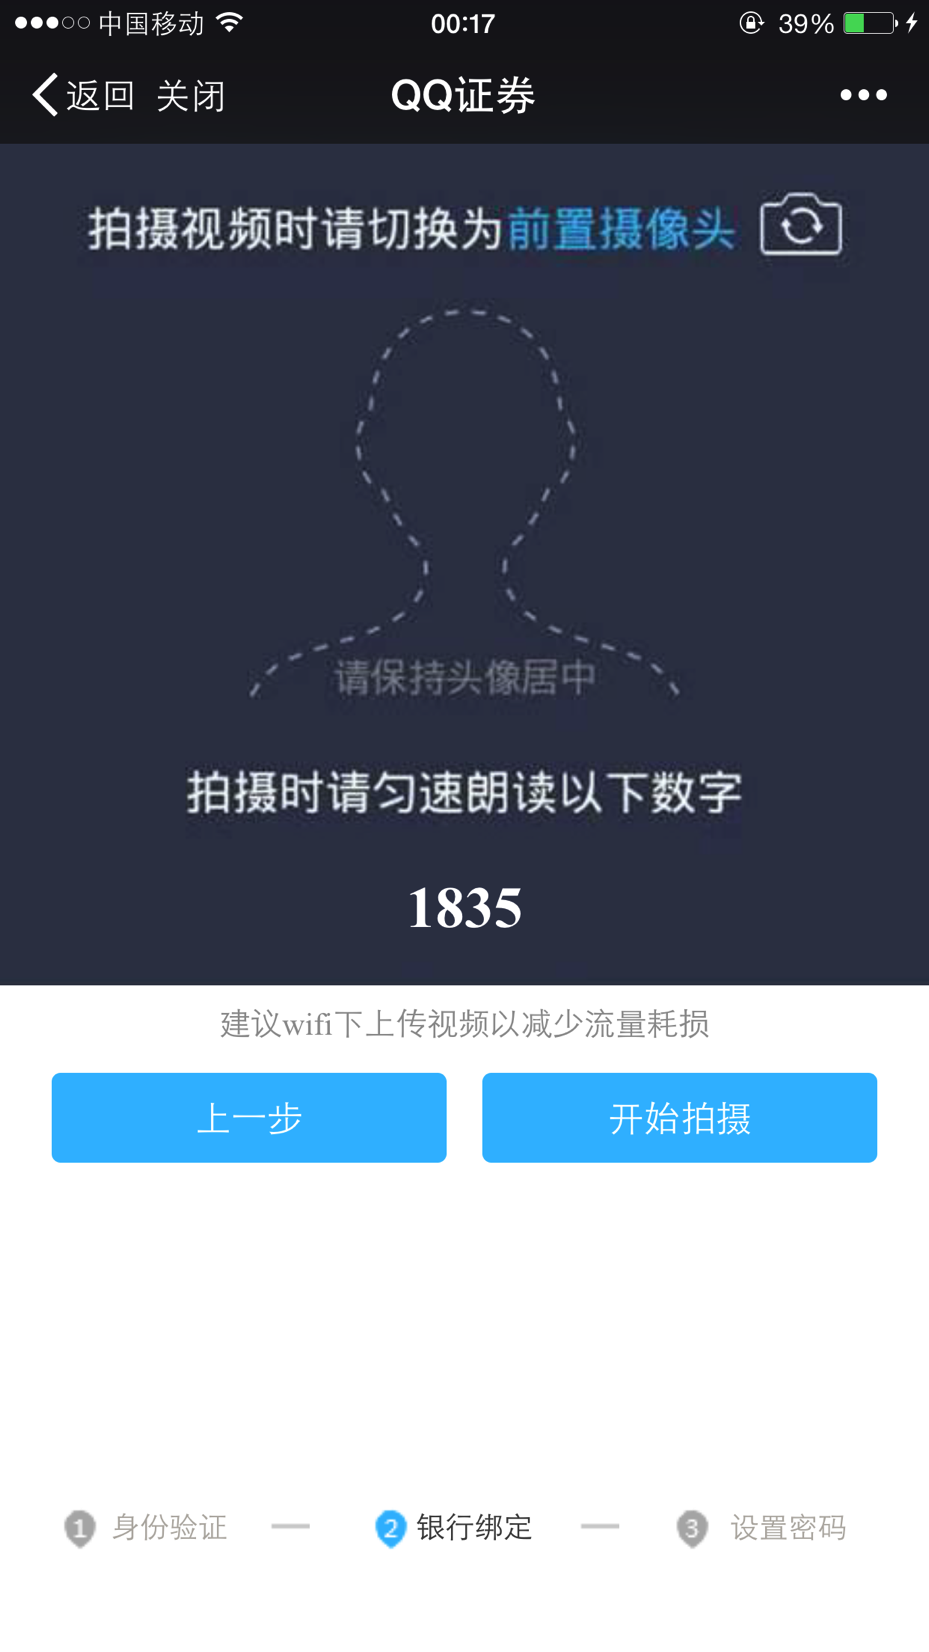 中国移动 00:17 39%
返回 关闭 QQ证券
拍摄视频时请切换为前置摄像头
请保持头像居中
拍摄时请匀速朗读以下数字
1835
建议wifi下上传视频以减少流量耗损
上一步 开始拍摄
1 身份验证 — 2 银行绑定 — 3 设置密码